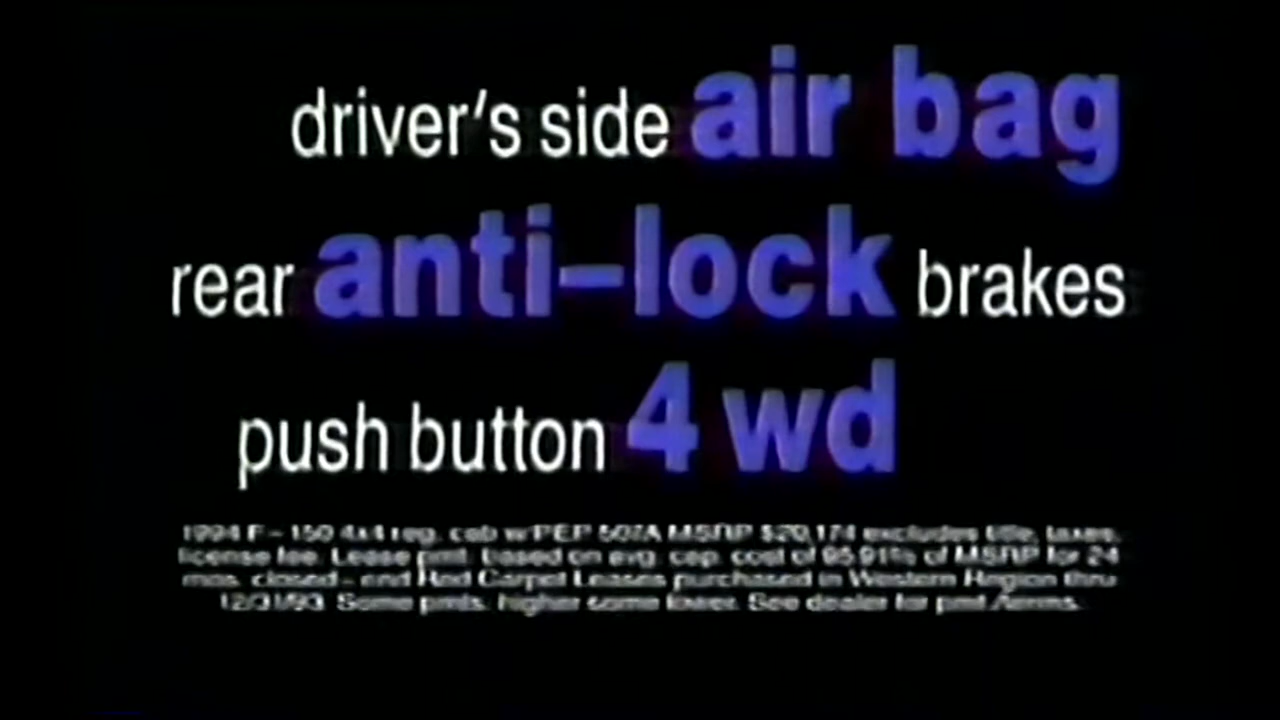 driver's side air bag
rear anti-lock brakes
push button 4 wd
1994 F-150 4x4 reg. cab w/PEP 507A MSRP $20,174 excludes title, taxes,
license fee. Lease pmt. based on avg. cap. cost of 95.91% of MSRP for 24
mos. closed-end Red Carpet Leases purchased in Western Region thru
12/31/93. Some pmts. higher some lower. See dealer for pmt./terms.